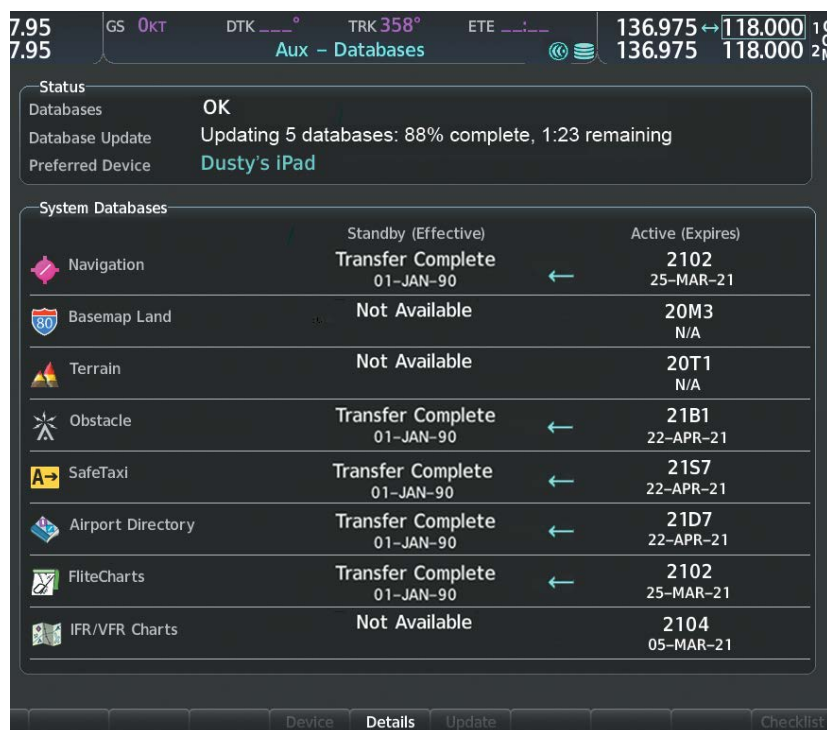 7.95 GS 0KT DTK ___° TRK 358° ETE __:__ 136.975 ↔ 118.000 1
7.95 Aux – Databases 136.975 118.000 2
Status
Databases OK
Database Update Updating 5 databases: 88% complete, 1:23 remaining
Preferred Device Dusty's iPad
System Databases
Standby (Effective) Active (Expires)
Navigation Transfer Complete ← 2102
01–JAN–90 25–MAR–21
80 Basemap Land Not Available 20M3
N/A
Terrain Not Available 20T1
N/A
Obstacle Transfer Complete ← 21B1
01–JAN–90 22–APR–21
A→ SafeTaxi Transfer Complete ← 21S7
01–JAN–90 22–APR–21
Airport Directory Transfer Complete ← 21D7
01–JAN–90 22–APR–21
FliteCharts Transfer Complete ← 2102
01–JAN–90 25–MAR–21
IFR/VFR Charts Not Available 2104
05–MAR–21
Device Details Update Checklist